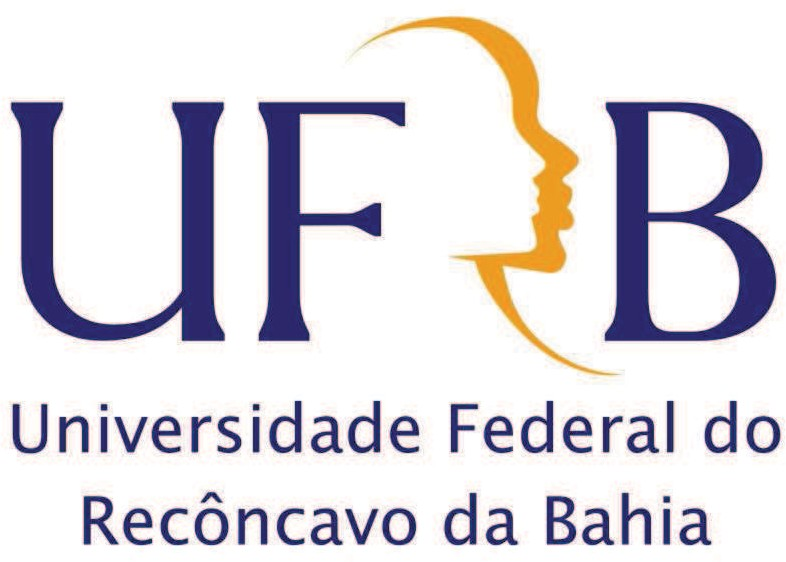 UFRB
Universidade Federal do
Recôncavo da Bahia